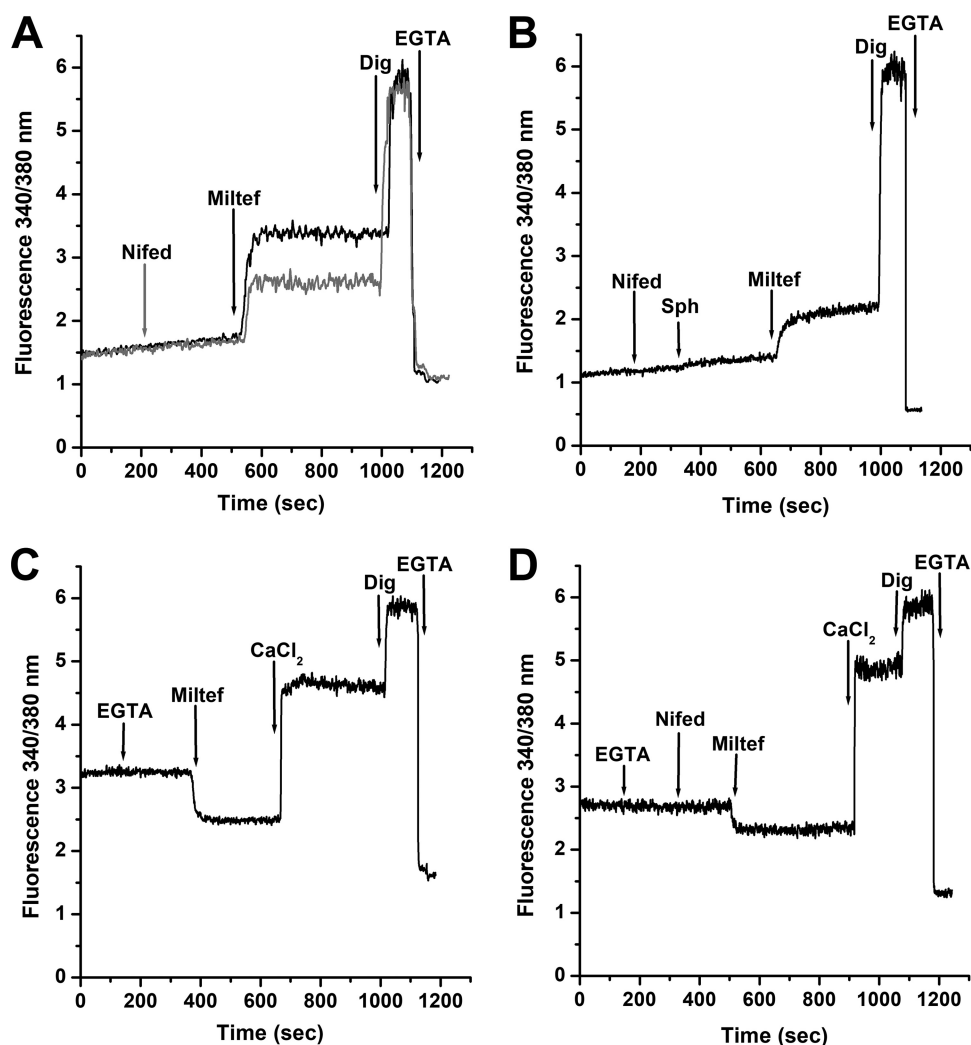 A
EGTA
Dig
Miltef
Nifed
Fluorescence 340/380 nm
6
5
4
3
2
1
0
0 200 400 600 800 1000 1200
Time (sec)
B
EGTA
Dig
Nifed
Sph
Miltef
Fluorescence 340/380 nm
6
5
4
3
2
1
0
0 200 400 600 800 1000 1200
Time (sec)
C
EGTA
Dig
CaCl2
Miltef
EGTA
Fluorescence 340/380 nm
6
5
4
3
2
1
0
0 200 400 600 800 1000 1200
Time (sec)
D
EGTA
Dig
CaCl2
Nifed
Miltef
EGTA
Fluorescence 340/380 nm
6
5
4
3
2
1
0
0 200 400 600 800 1000 1200
Time (sec)